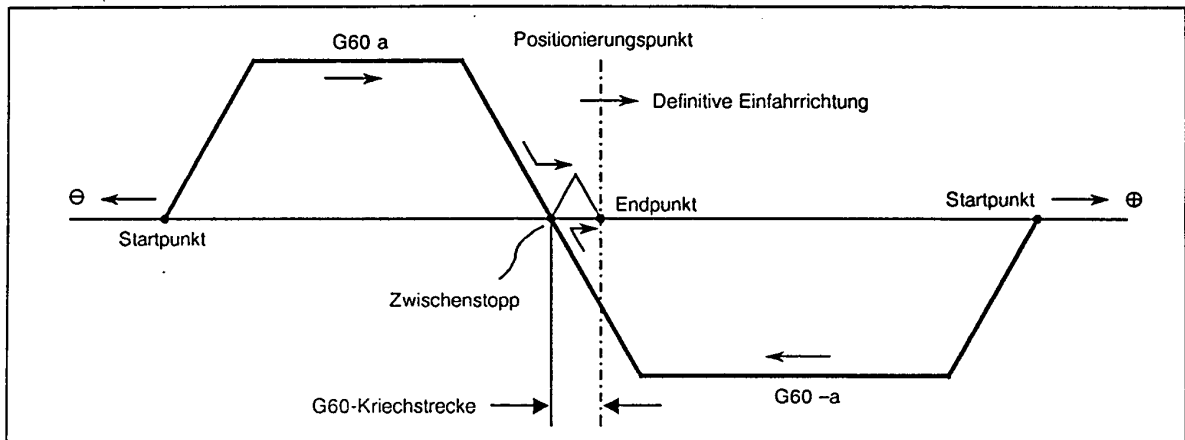 G60 a
Positionierungspunkt
Definitive Einfahrrichtung
⊖
Startpunkt
Endpunkt
Startpunkt
⊕
Zwischenstopp
G60-Kriechstrecke
G60 –a